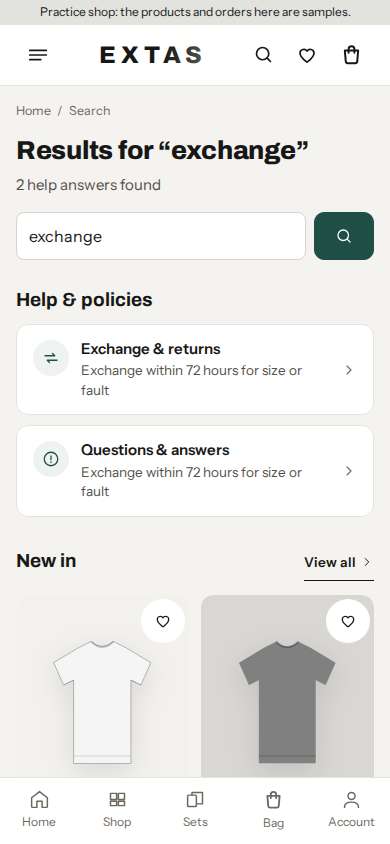 Practice shop: the products and orders here are samples.
EXTAS
Home / Search
Results for “exchange”
2 help answers found
exchange
Help & policies
Exchange & returns
Exchange within 72 hours for size or
fault
Questions & answers
Exchange within 72 hours for size or
fault
New in
View all
Home
Shop
Sets
Bag
Account